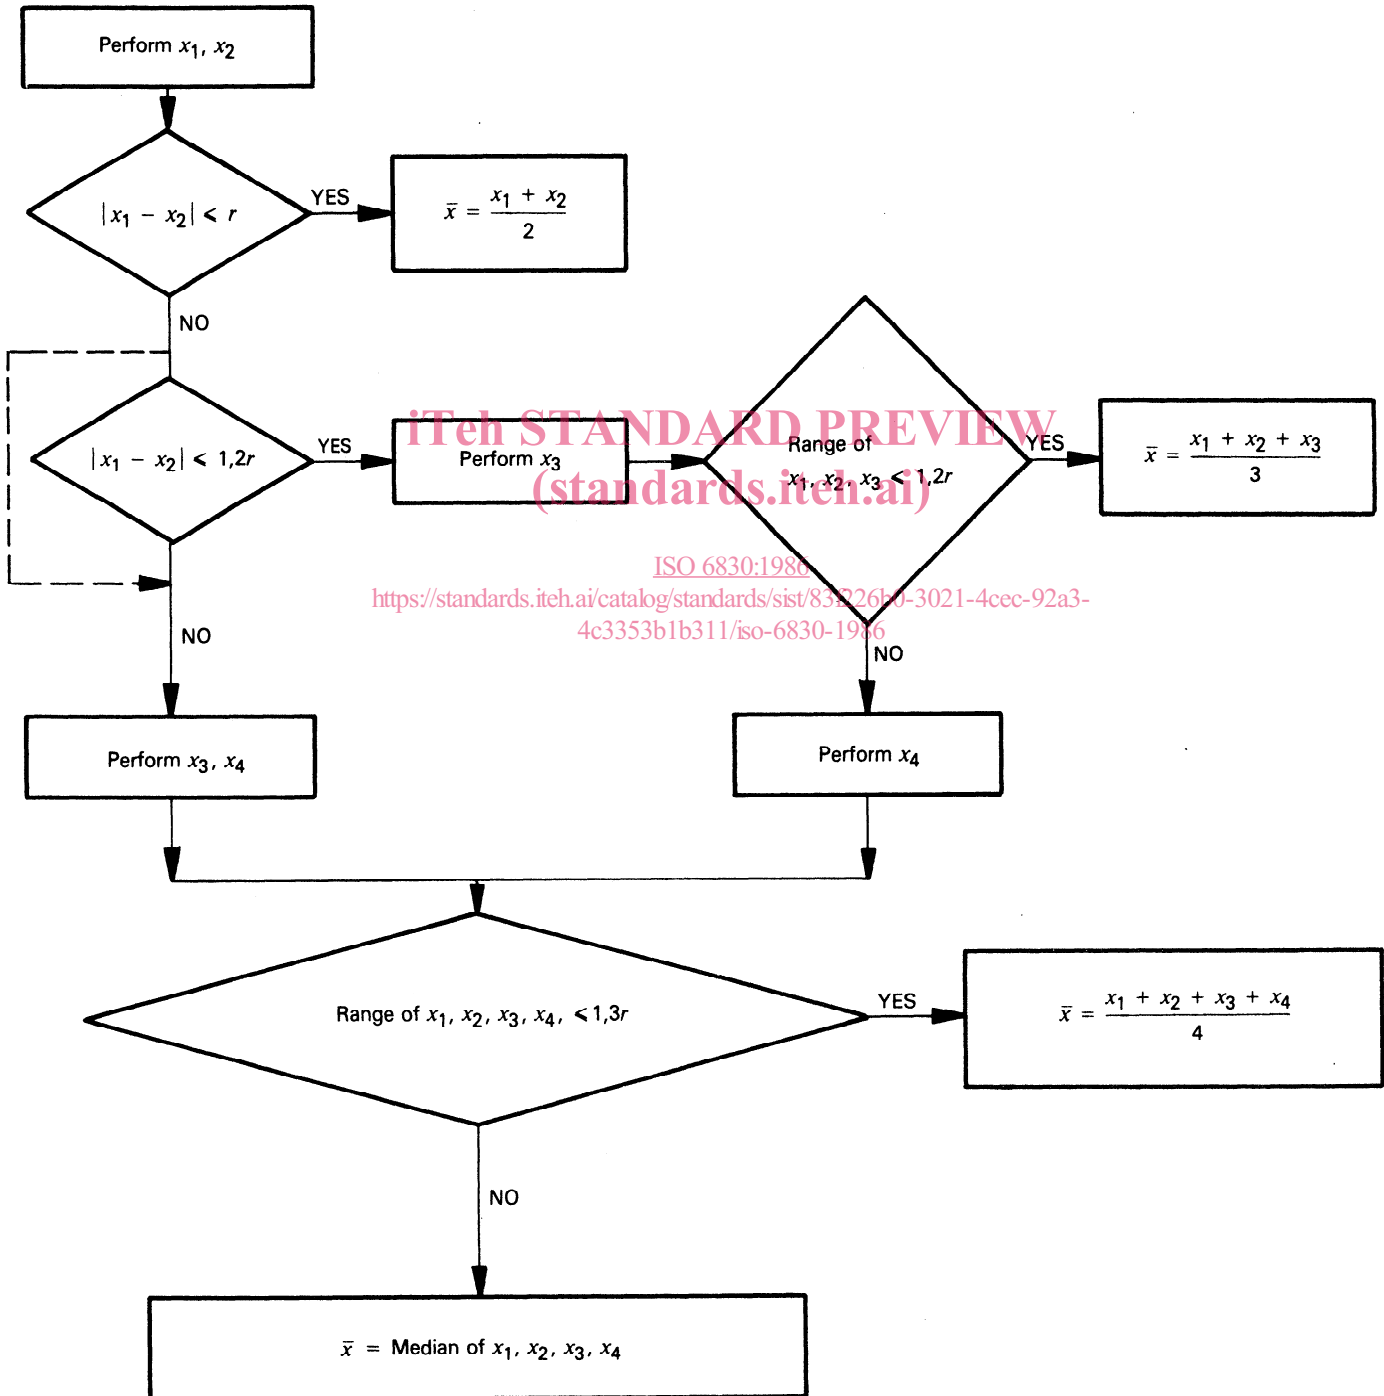 Perform x₁, x₂
|x₁ − x₂| ⩽ r
YES
x̄ = (x₁ + x₂) / 2
NO
|x₁ − x₂| ⩽ 1,2r
YES
Perform x₃
Range of
x₁, x₂, x₃ ⩽ 1,2r
YES
x̄ = (x₁ + x₂ + x₃) / 3
iTeh STANDARD PREVIEW
(standards.iteh.ai)
ISO 6830:1986
https://standards.iteh.ai/catalog/standards/sist/83f226b0-3021-4cec-92a3-
4c3353b1b311/iso-6830-1986
NO
NO
Perform x₃, x₄
Perform x₄
Range of x₁, x₂, x₃, x₄, ⩽ 1,3r
YES
x̄ = (x₁ + x₂ + x₃ + x₄) / 4
NO
x̄ = Median of x₁, x₂, x₃, x₄